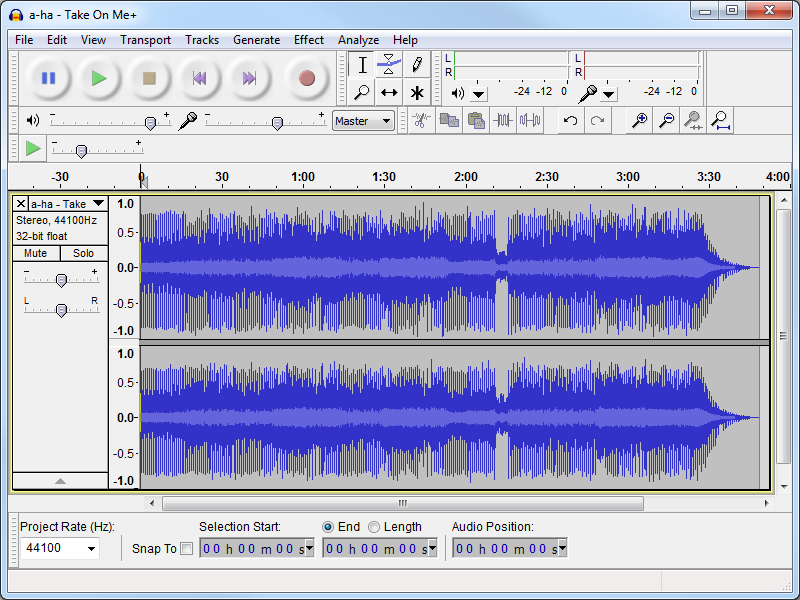 a-ha - Take On Me+
File Edit View Transport Tracks Generate Effect Analyze Help
L
R
-24 -12 0
L
R
-24 -12 0
- +
- +
Master
- +
-30 0 30 1:00 1:30 2:00 2:30 3:00 3:30 4:00
a-ha - Take
Stereo, 44100Hz
32-bit float
Mute Solo
- +
L R
1.0
0.5-
0.0-
-0.5-
-1.0
1.0
0.5-
0.0-
-0.5-
-1.0
Project Rate (Hz): Selection Start: End Length Audio Position:
44100 Snap To 00 h 00 m 00 s 00 h 00 m 00 s 00 h 00 m 00 s